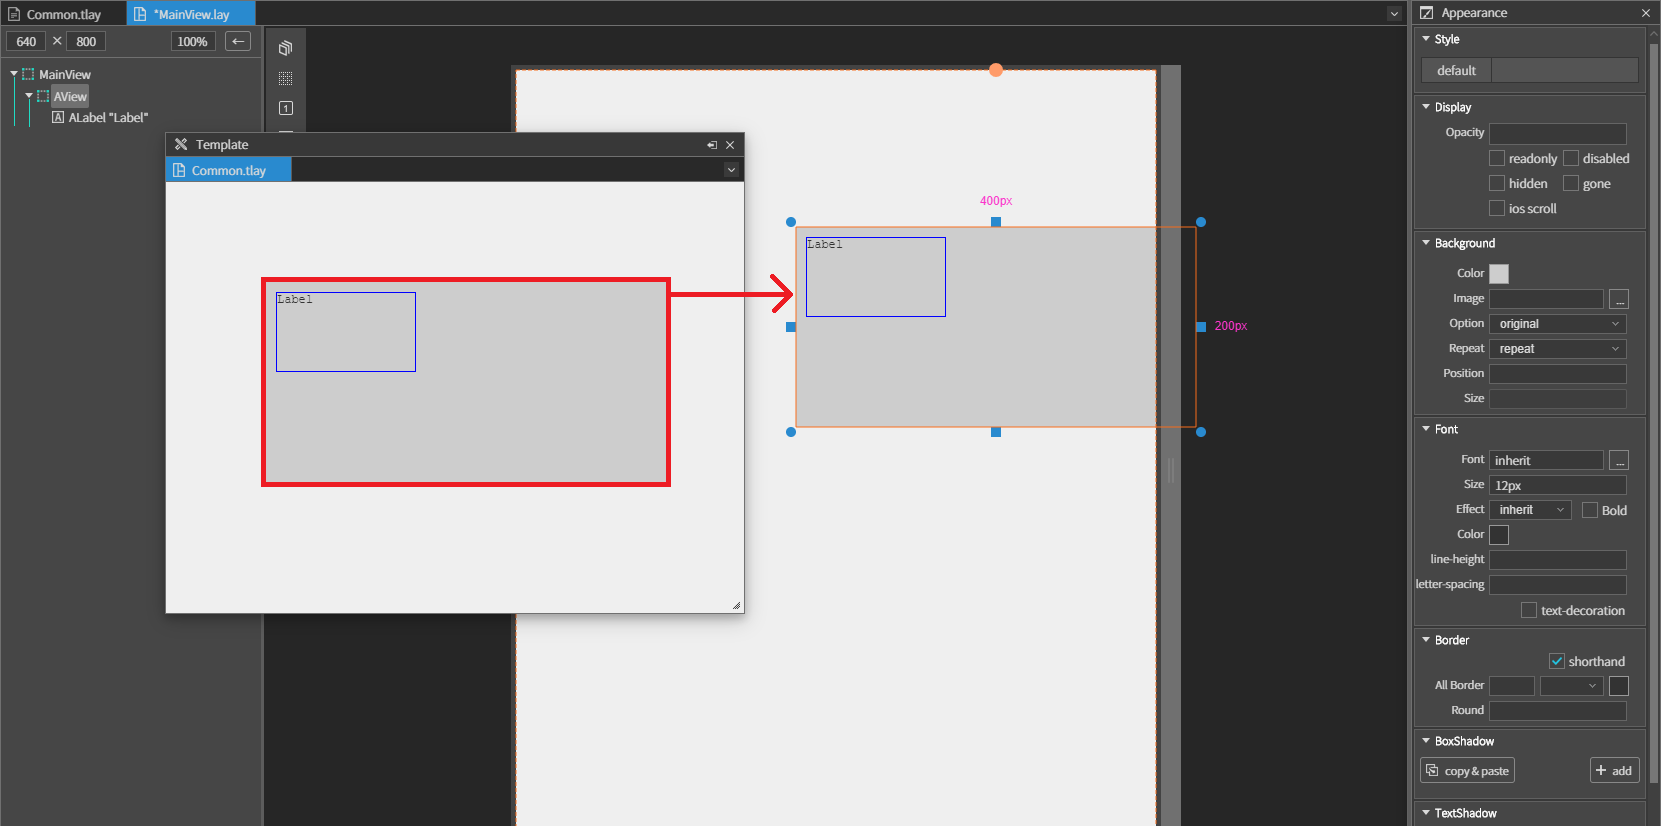 Common.tlay
*MainView.lay
640 × 800 100%
MainView
AView
ALabel "Label"
1
Template
Common.tlay
Label
400px
Label
200px
Appearance
Style
default
Display
Opacity
readonly disabled
hidden gone
ios scroll
Background
Color
Image ...
Option original
Repeat repeat
Position
Size
Font
Font inherit ...
Size 12px
Effect inherit Bold
Color
line-height
letter-spacing
text-decoration
Border
shorthand
All Border
Round
BoxShadow
copy & paste + add
TextShadow